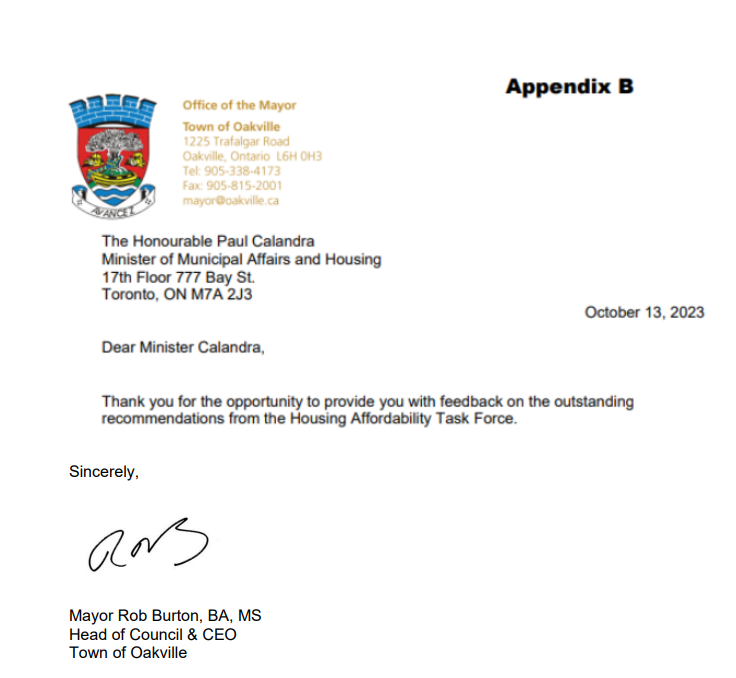 Appendix B
Office of the Mayor
Town of Oakville
1225 Trafalgar Road
Oakville, Ontario L6H 0H3
Tel: 905-338-4173
Fax: 905-815-2001
mayor@oakville.ca
AVANCEZ
The Honourable Paul Calandra
Minister of Municipal Affairs and Housing
17th Floor 777 Bay St.
Toronto, ON M7A 2J3
October 13, 2023
Dear Minister Calandra,
Thank you for the opportunity to provide you with feedback on the outstanding
recommendations from the Housing Affordability Task Force.
Sincerely,
Rob B
Mayor Rob Burton, BA, MS
Head of Council & CEO
Town of Oakville